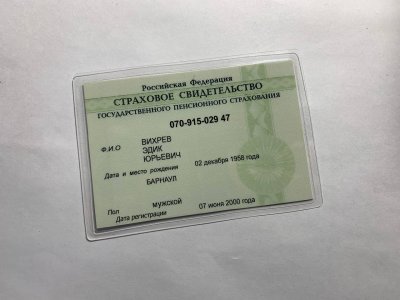 Российская Федерация
СТРАХОВОЕ СВИДЕТЕЛЬСТВО
ГОСУДАРСТВЕННОГО ПЕНСИОННОГО СТРАХОВАНИЯ
070-915-029 47
Ф.И.О ВИХРЕВ
ЭДИК
ЮРЬЕВИЧ
Дата и место рождения 02 декабря 1958 года
БАРНАУЛ
Пол мужской
Дата регистрации 07 июня 2000 года